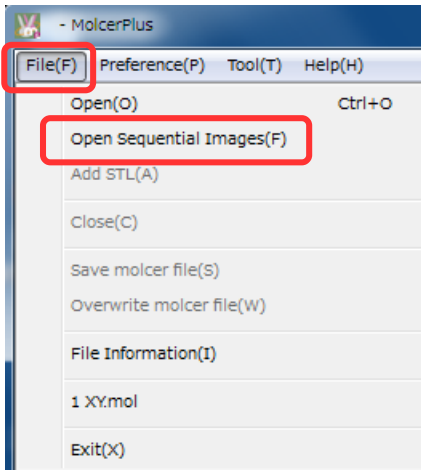 - MolcerPlus
File(F) Preference(P) Tool(T) Help(H)
Open(O) Ctrl+O
Open Sequential Images(F)
Add STL(A)
Close(C)
Save molcer file(S)
Overwrite molcer file(W)
File Information(I)
1 XY.mol
Exit(X)